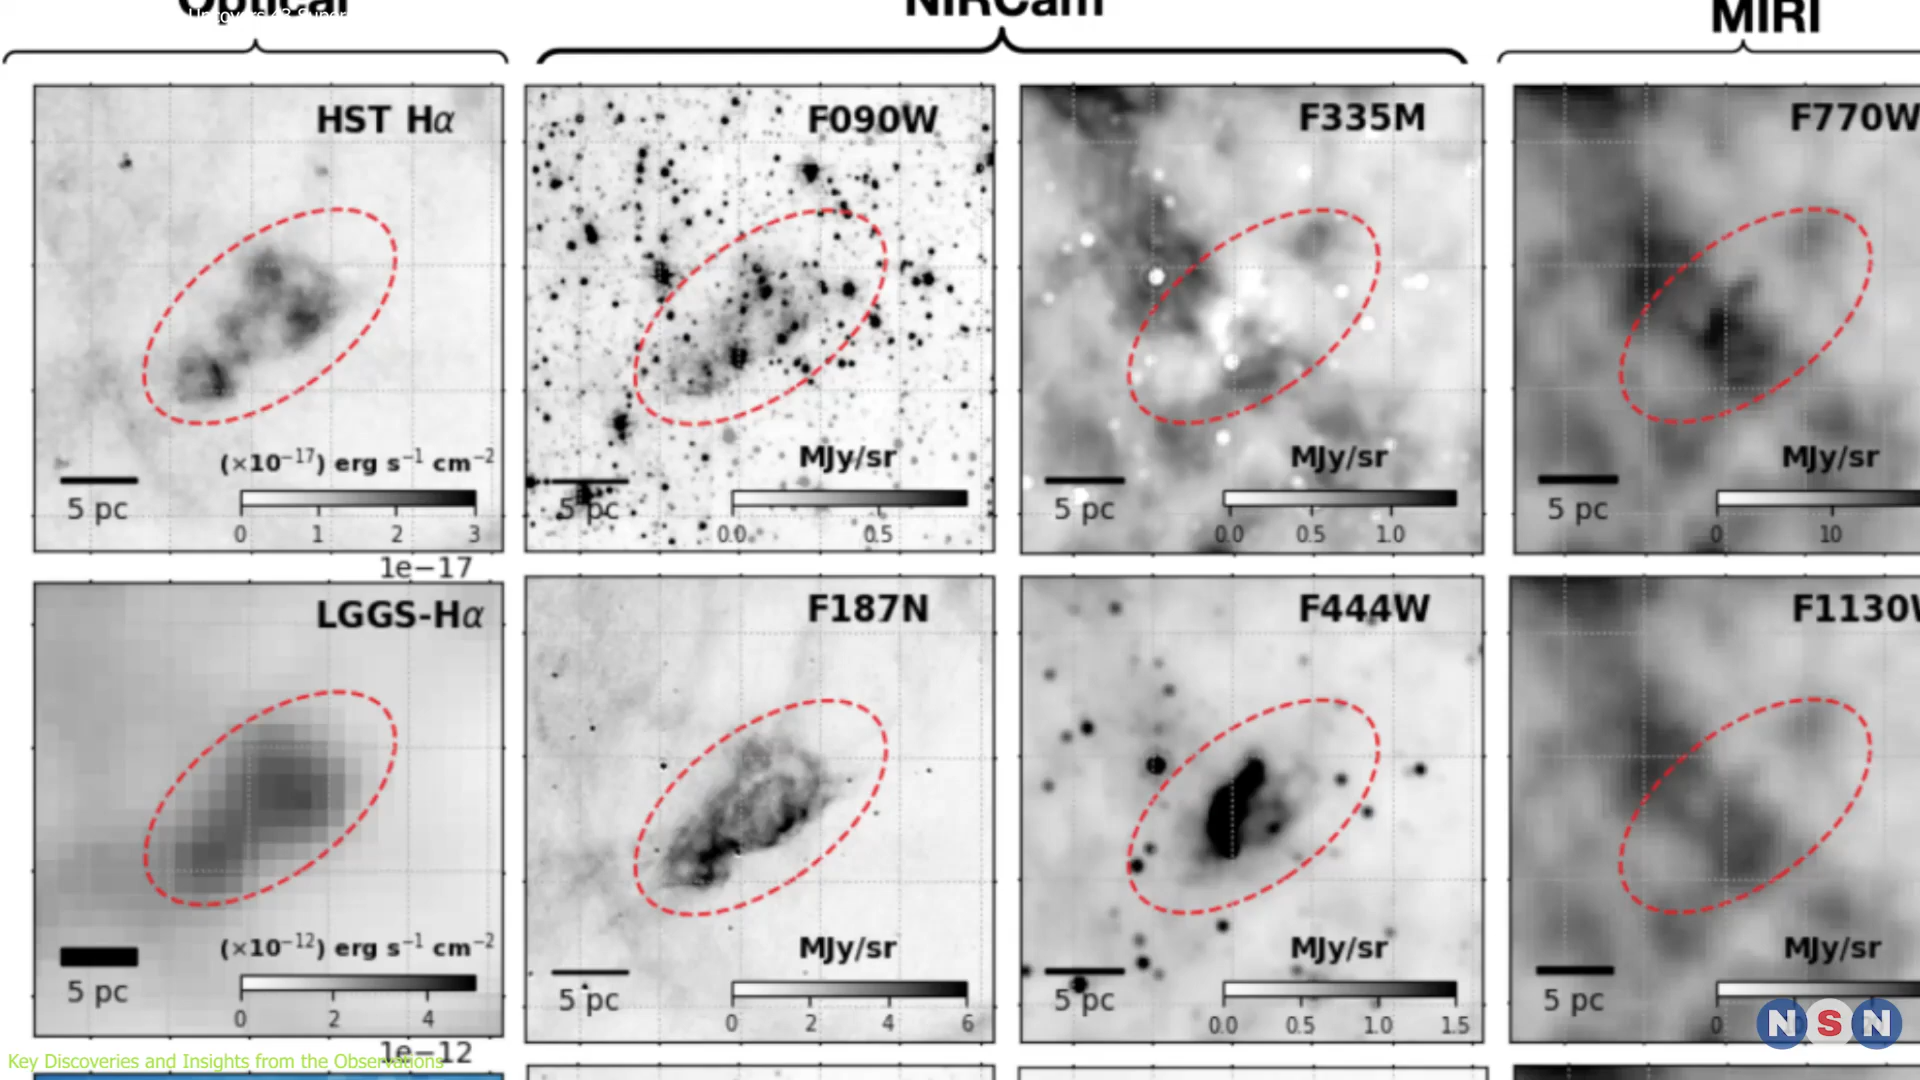 Optical
Uncovers 43 Super
NIRCam
MIRI
HST Hα
(×10−17) erg s−1 cm−2
5 pc
0 1 2 3
1e−17
F090W
MJy/sr
5 pc
0.0 0.5
F335M
MJy/sr
5 pc
0.0 0.5 1.0
F770W
MJy/sr
5 pc
0 10
LGGS-Hα
(×10−12) erg s−1 cm−2
5 pc
0 2 4
1e−12
F187N
MJy/sr
5 pc
0 2 4 6
F444W
MJy/sr
5 pc
0.0 0.5 1.0 1.5
F1130W
MJy/sr
5 pc
0
NSN
Key Discoveries and Insights from the Observations